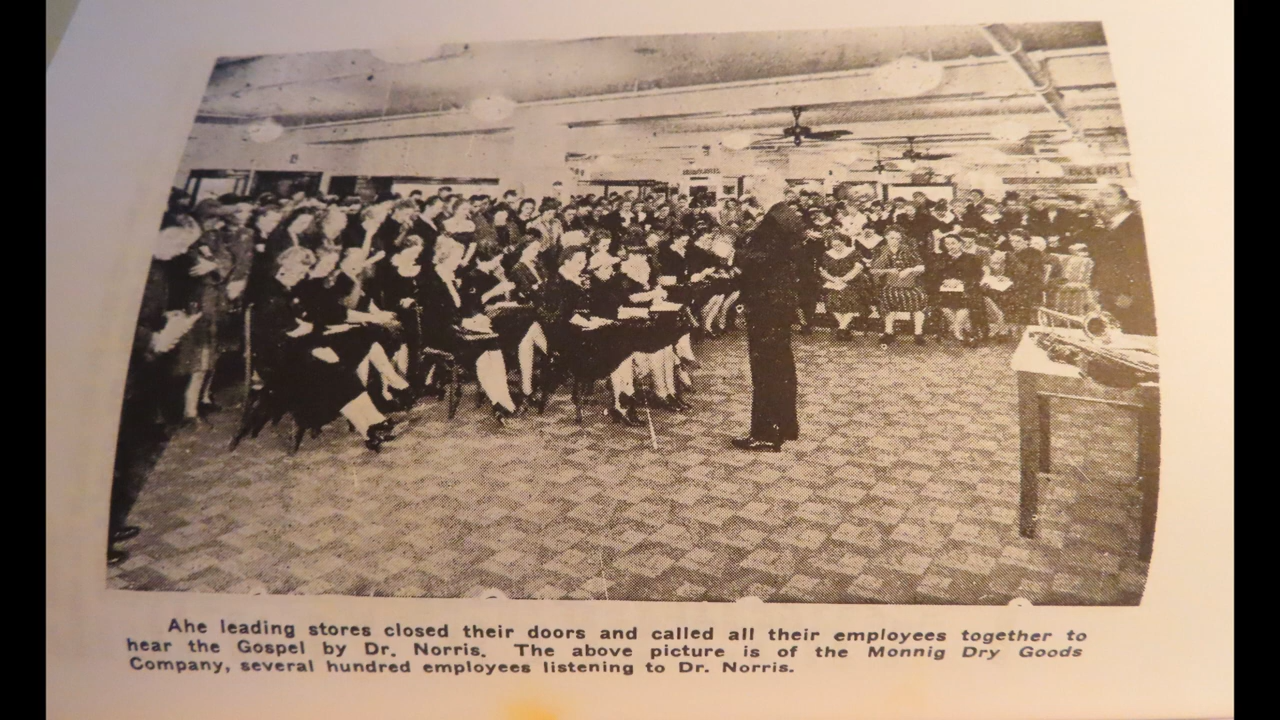 Ahe leading stores closed their doors and called all their employees together to
hear the Gospel by Dr. Norris. The above picture is of the Monnig Dry Goods
Company, several hundred employees listening to Dr. Norris.